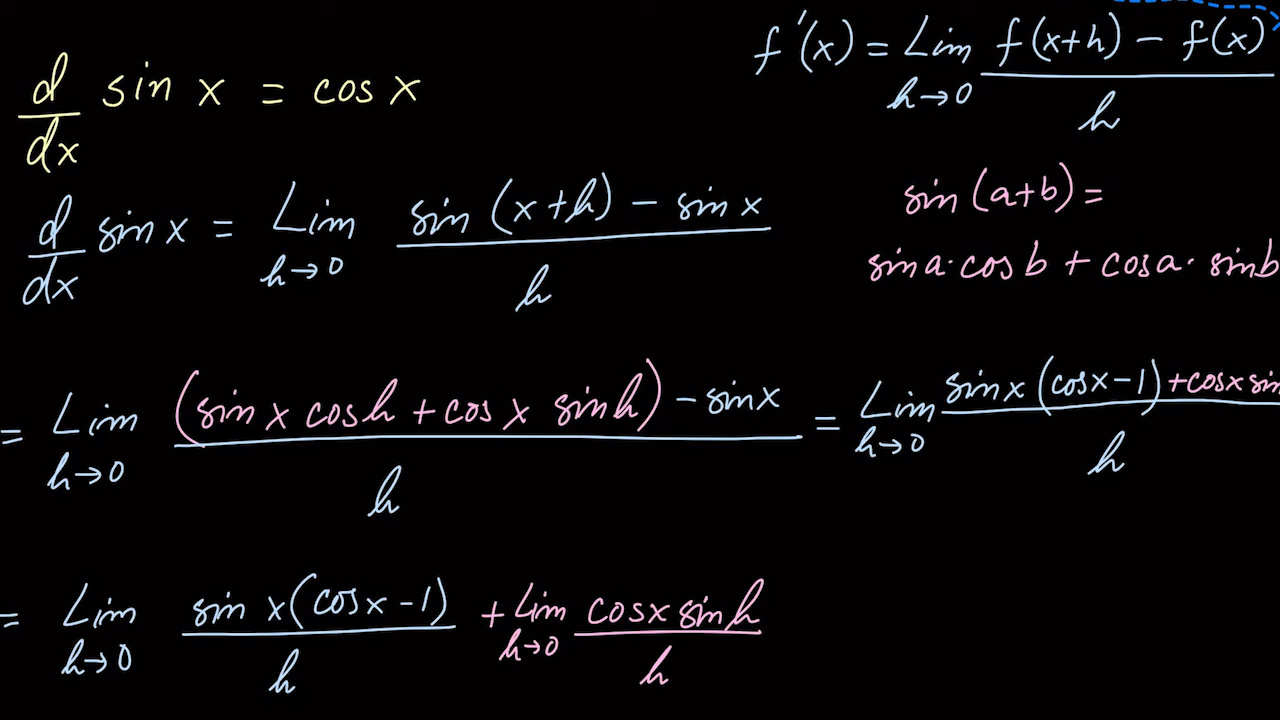 d/dx sin x = cos x
f'(x) = Lim h→0 f(x+h) − f(x) / h
d/dx sin x = Lim h→0 sin (x+h) − sin x / h
sin (a+b) =
sin a · cos b + cos a · sin b
= Lim h→0 (sin x cos h + cos x sin h) − sin x / h = Lim h→0 sin x (cos x − 1) + cos x sin / h
= Lim h→0 sin x (cos x − 1) / h + Lim h→0 cos x sin h / h